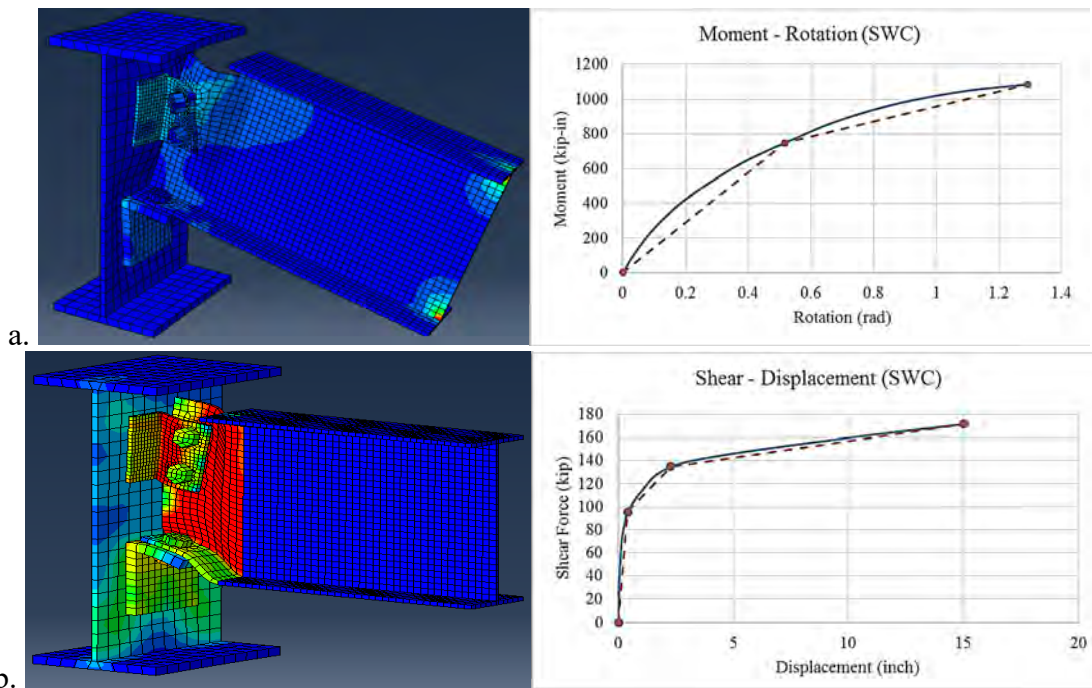 Moment - Rotation (SWC)
1200
1000
800
600
400
200
0
Moment (kip-in)
0 0.2 0.4 0.6 0.8 1 1.2 1.4
Rotation (rad)
a.
Shear - Displacement (SWC)
180
160
140
120
100
80
60
40
20
0
Shear Force (kip)
0 5 10 15 20
Displacement (inch)
b.